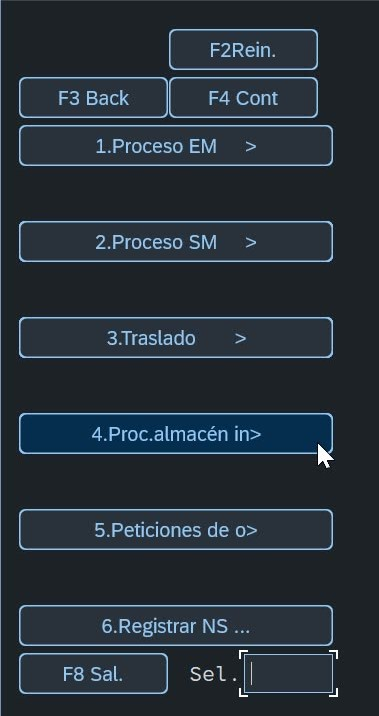 F2Rein.
F3 Back F4 Cont
1.Proceso EM >
2.Proceso SM >
3.Traslado >
4.Proc.almacén in>
5.Peticiones de o>
6.Registrar NS ...
F8 Sal. Sel.